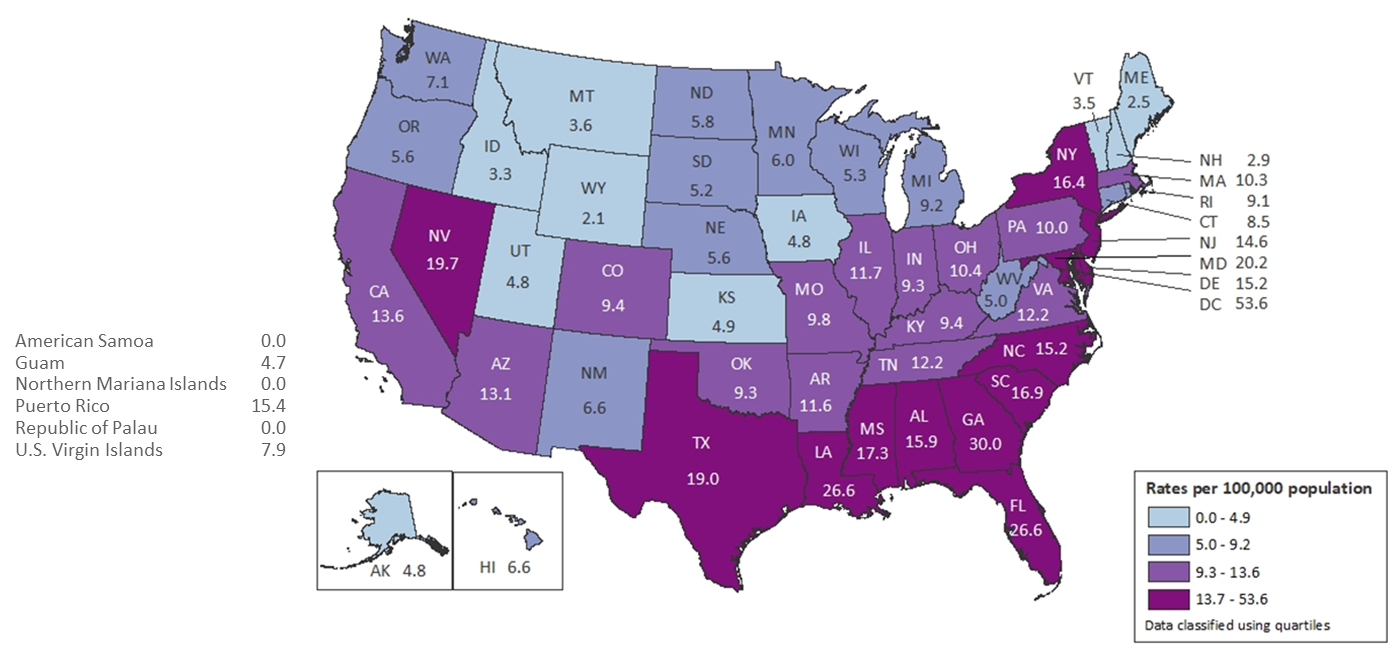 WA
7.1
OR
5.6
ID
3.3
MT
3.6
WY
2.1
ND
5.8
SD
5.2
NE
5.6
MN
6.0
WI
5.3
MI
9.2
IA
4.8
NV
19.7
UT
4.8
CO
9.4
KS
4.9
CA
13.6
AZ
13.1
NM
6.6
OK
9.3
TX
19.0
MO
9.8
AR
11.6
LA
26.6
IL
11.7
IN
9.3
OH
10.4
KY 9.4
TN 12.2
MS
17.3
AL
15.9
GA
30.0
FL
26.6
SC
16.9
NC 15.2
VA
12.2
WV
5.0
PA 10.0
NY
16.4
VT
3.5
ME
2.5
NH 2.9
MA 10.3
RI 9.1
CT 8.5
NJ 14.6
MD 20.2
DE 15.2
DC 53.6
American Samoa 0.0
Guam 4.7
Northern Mariana Islands 0.0
Puerto Rico 15.4
Republic of Palau 0.0
U.S. Virgin Islands 7.9
AK 4.8
HI 6.6
Rates per 100,000 population
0.0 - 4.9
5.0 - 9.2
9.3 - 13.6
13.7 - 53.6
Data classified using quartiles